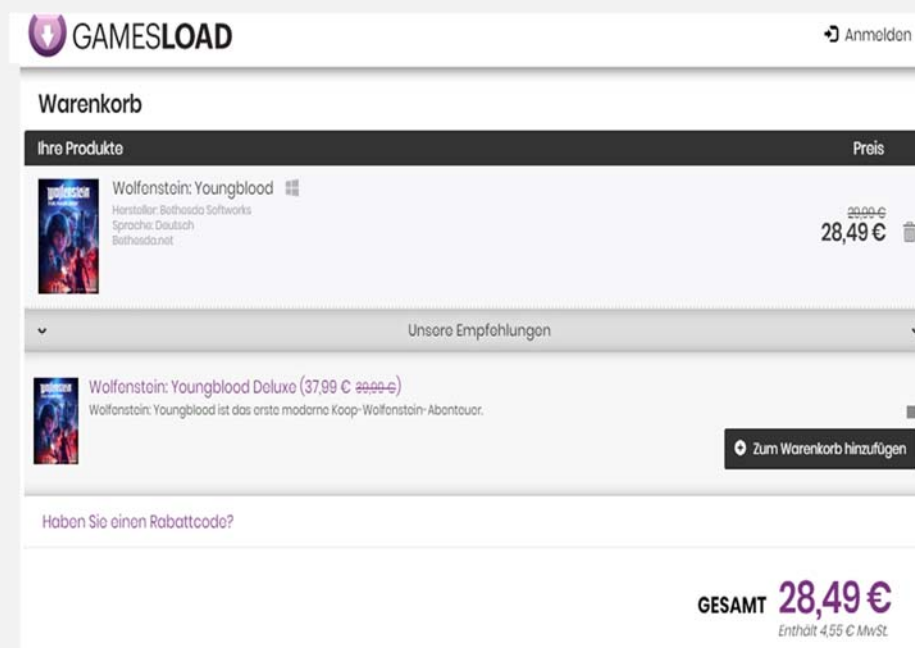 GAMESLOAD
Anmelden
Warenkorb
Ihre Produkte Preis
Wolfenstein: Youngblood
Hersteller: Bethesda Softworks
Sprache: Deutsch
Bethesda.net
28,49 €
Unsere Empfehlungen
Wolfenstein: Youngblood Deluxe (37,99 € 39,99 €)
Wolfenstein: Youngblood ist das erste moderne Koop-Wolfenstein-Abenteuer.
Zum Warenkorb hinzufügen
Haben Sie einen Rabattcode?
GESAMT 28,49 €
Enthält 4,55 € MwSt.